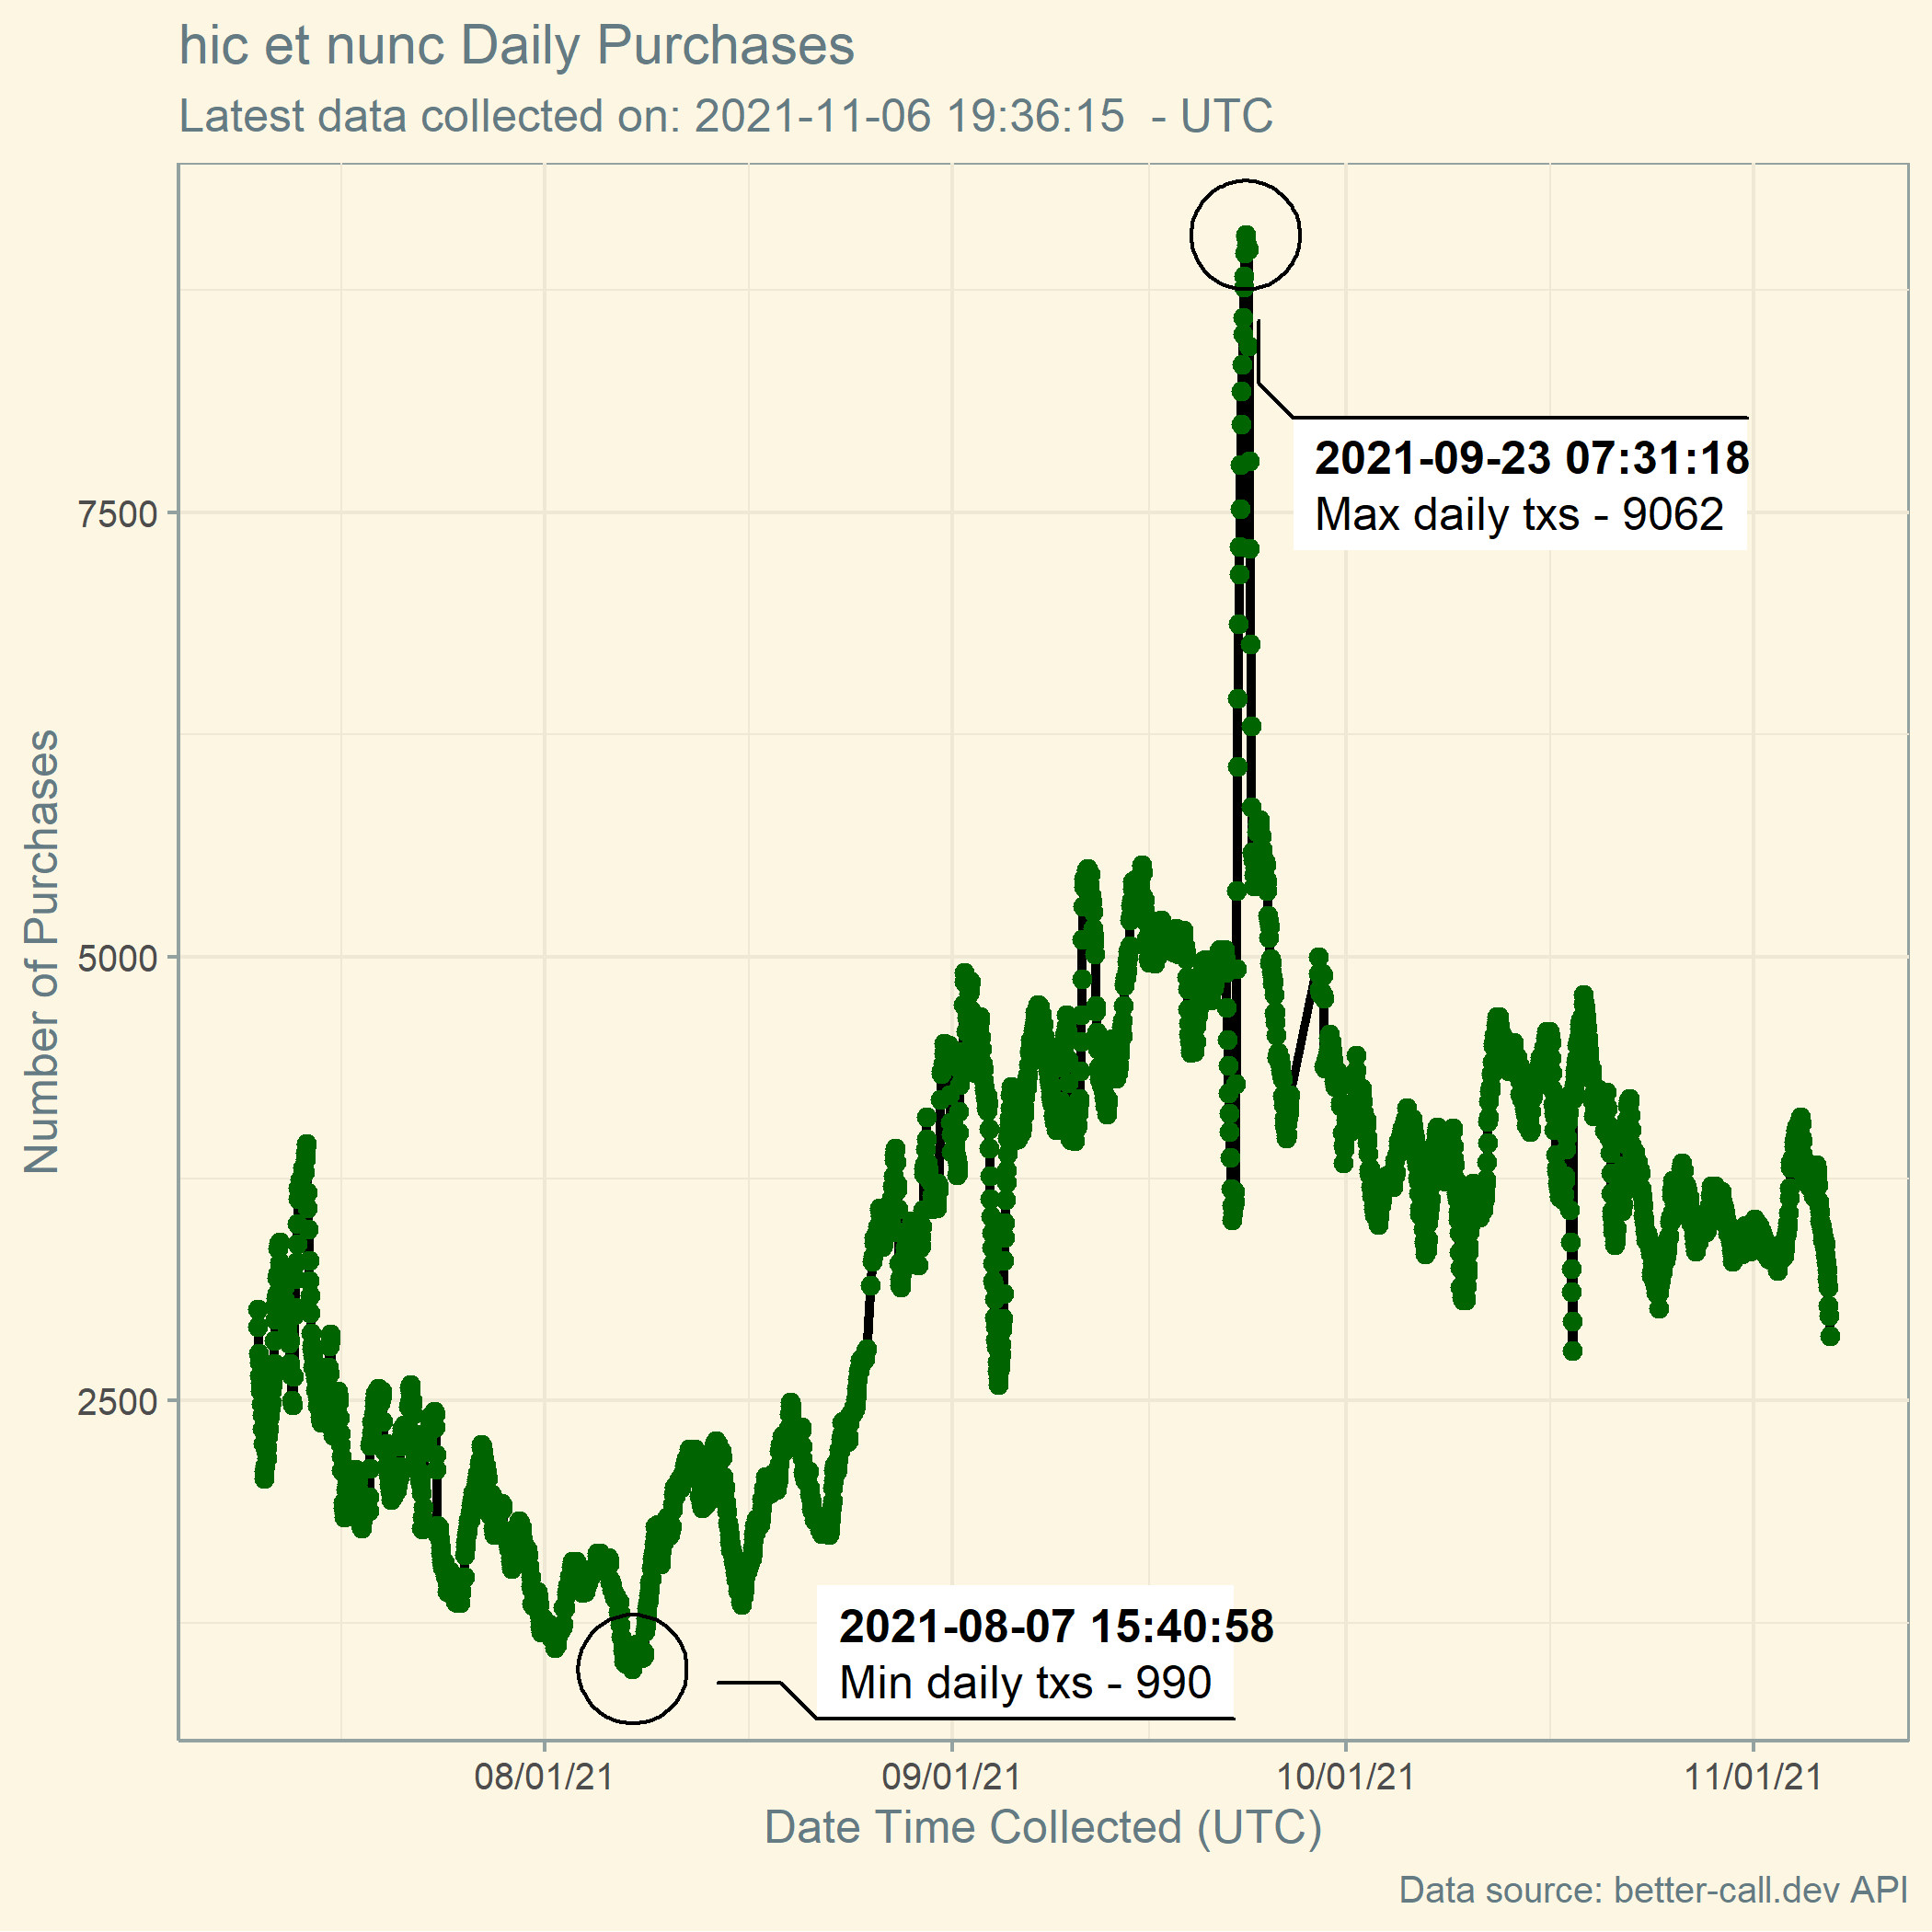 hic et nunc Daily Purchases
Latest data collected on: 2021-11-06 19:36:15 - UTC
2021-09-23 07:31:18
Max daily txs - 9062
7500
Number of Purchases
5000
2500
2021-08-07 15:40:58
Min daily txs - 990
08/01/21 09/01/21 10/01/21 11/01/21
Date Time Collected (UTC)
Data source: better-call.dev API